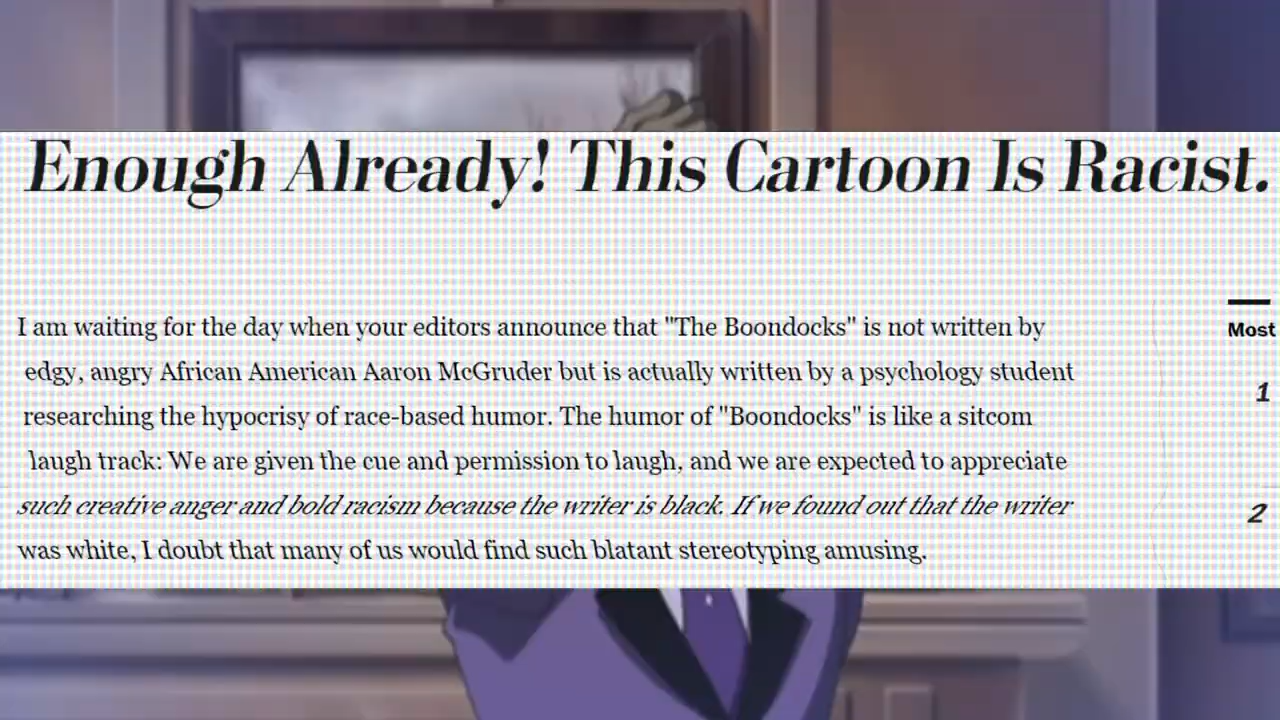 Enough Already! This Cartoon Is Racist.
I am waiting for the day when your editors announce that "The Boondocks" is not written by
edgy, angry African American Aaron McGruder but is actually written by a psychology student
researching the hypocrisy of race-based humor. The humor of "Boondocks" is like a sitcom
laugh track: We are given the cue and permission to laugh, and we are expected to appreciate
such creative anger and bold racism because the writer is black. If we found out that the writer
was white, I doubt that many of us would find such blatant stereotyping amusing.
Most
1
2